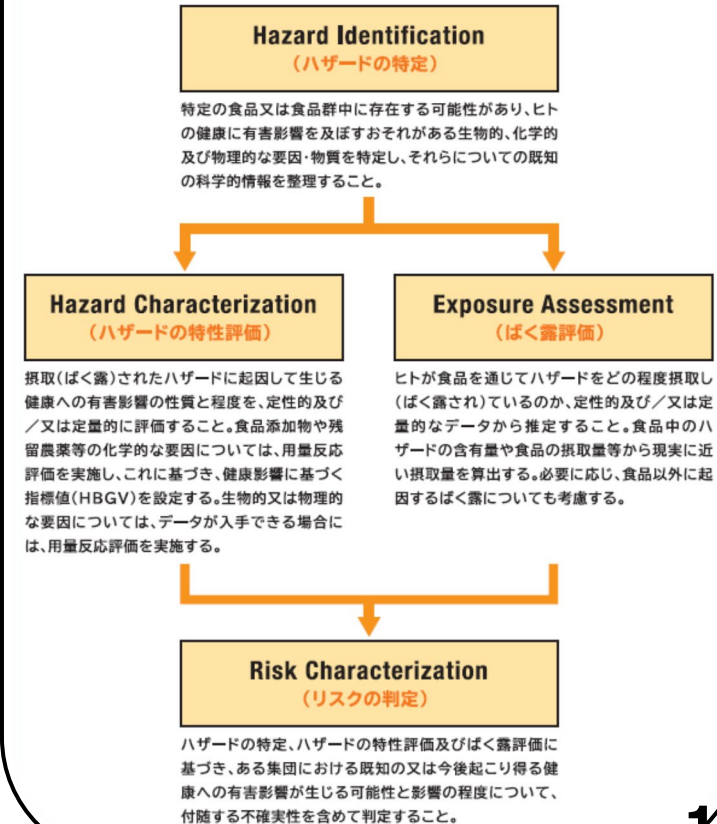 Hazard Identification
(ハザードの特定)
特定の食品又は食品群中に存在する可能性があり、ヒト
の健康に有害影響を及ぼすおそれがある生物的、化学的
及び物理的な要因・物質を特定し、それらについての既知
の科学的情報を整理すること。
Hazard Characterization
(ハザードの特性評価)
摂取(ばく露)されたハザードに起因して生じる
健康への有害影響の性質と程度を、定性的及び
/又は定量的に評価すること。食品添加物や残
留農薬等の化学的な要因については、用量反応
評価を実施し、これに基づき、健康影響に基づく
指標値(HBGV)を設定する。生物的又は物理的
な要因については、データが入手できる場合に
は、用量反応評価を実施する。
Exposure Assessment
(ばく露評価)
ヒトが食品を通じてハザードをどの程度摂取し
(ばく露され)ているのか、定性的及び/又は定
量的なデータから推定すること。食品中のハ
ザードの含有量や食品の摂取量等から現実に近
い摂取量を算出する。必要に応じ、食品以外に起
因するばく露についても考慮する。
Risk Characterization
(リスクの判定)
ハザードの特定、ハザードの特性評価及びばく露評価に
基づき、ある集団における既知の又は今後起こり得る健
康への有害影響が生じる可能性と影響の程度について、
付随する不確実性を含めて判定すること。